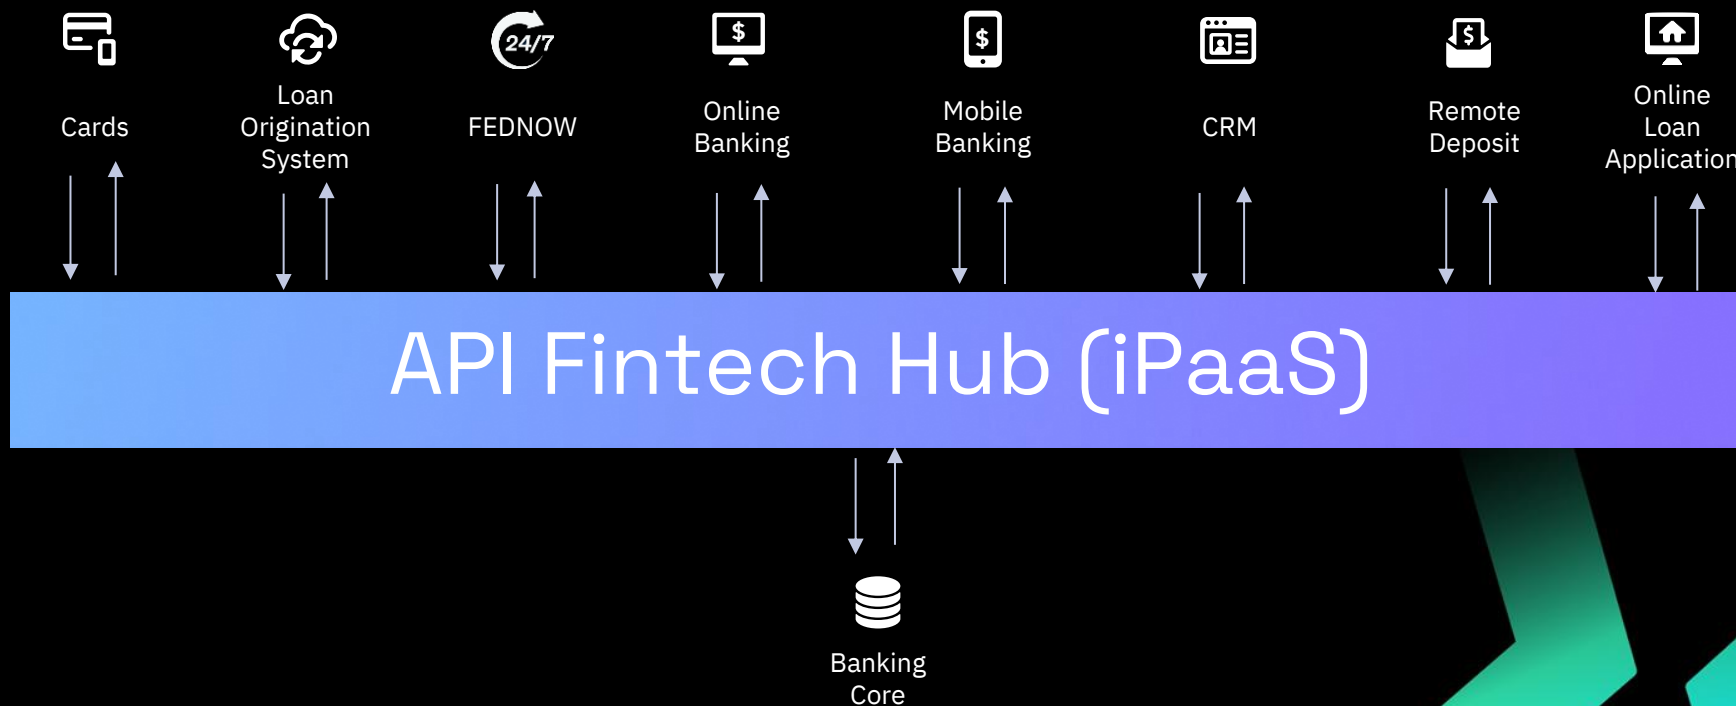 24/7
$
$
$
Cards
Loan
Origination
System
FEDNOW
Online
Banking
Mobile
Banking
CRM
Remote
Deposit
Online
Loan
Application
API Fintech Hub (iPaaS)
Banking
Core